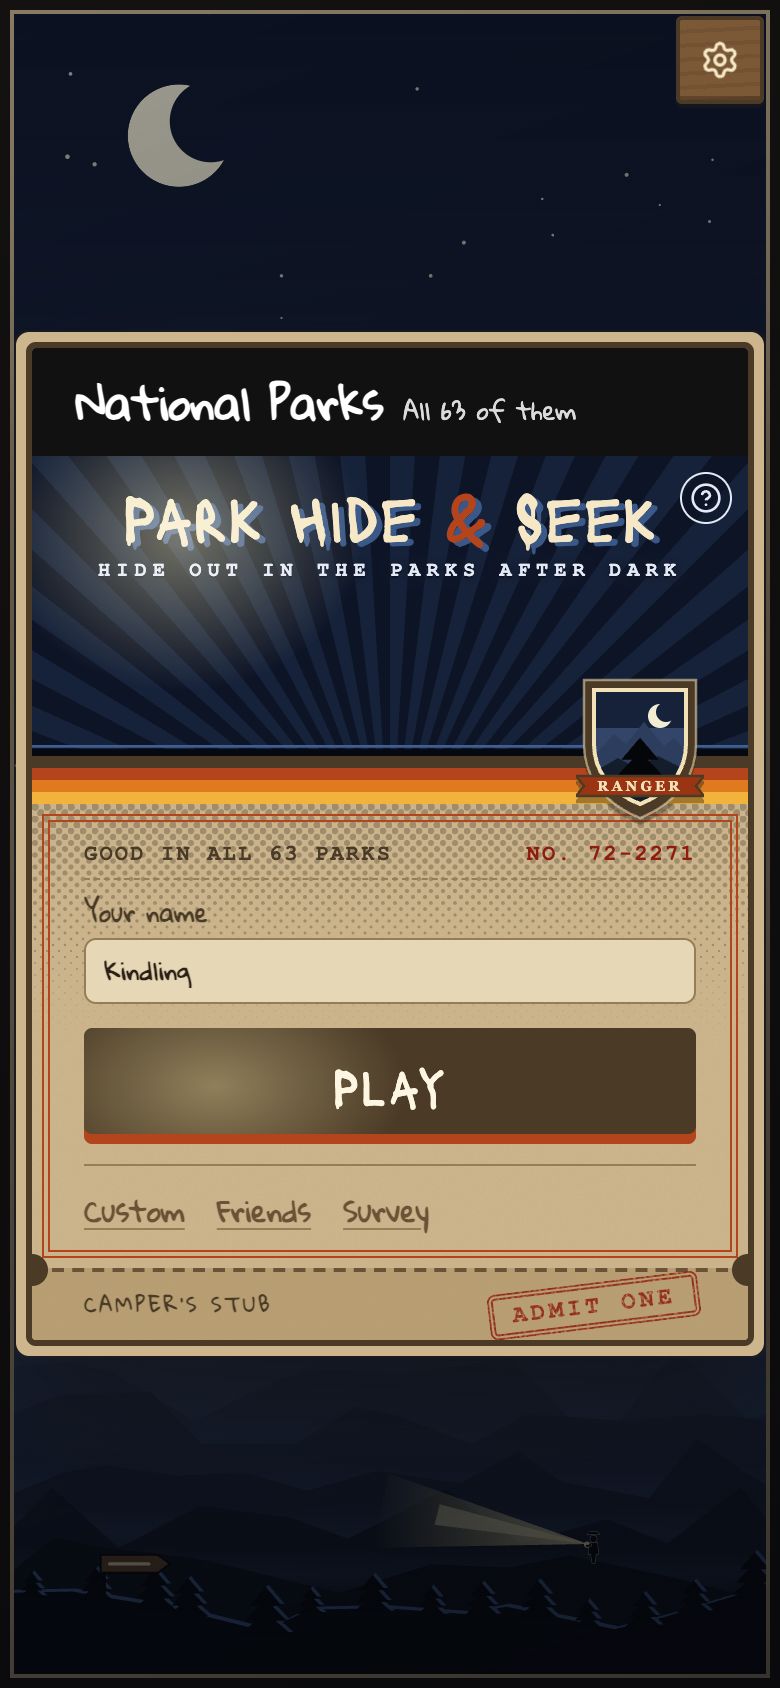 National Parks All 63 of them
PARK HIDE & SEEK
HIDE OUT IN THE PARKS AFTER DARK
RANGER
GOOD IN ALL 63 PARKS NO. 72-2271
Your name
Kindling
PLAY
Custom Friends Survey
CAMPER'S STUB ADMIT ONE